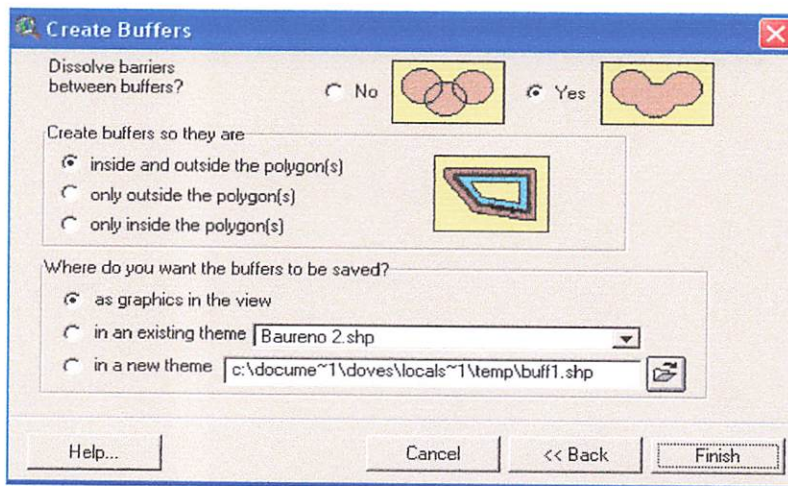 Create Buffers
Dissolve barriers
between buffers?
No
Yes
Create buffers so they are
inside and outside the polygon(s)
only outside the polygon(s)
only inside the polygon(s)
Where do you want the buffers to be saved?
as graphics in the view
in an existing theme Baureno 2.shp
in a new theme c:\docume~1\doves\locals~1\temp\buff1.shp
Help... Cancel << Back Finish